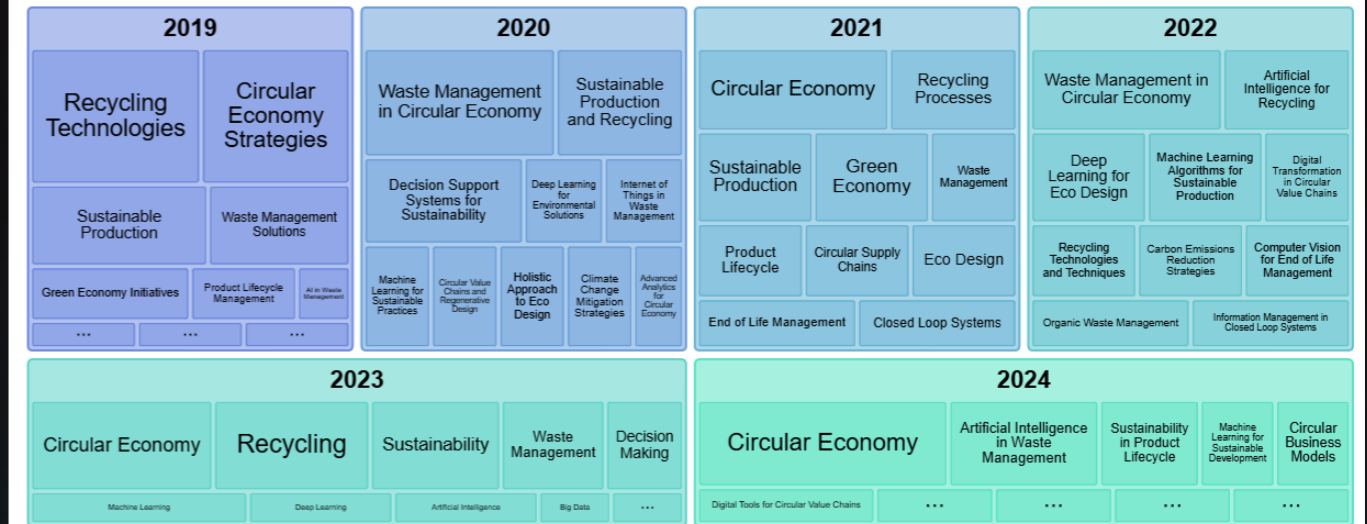 2019
Recycling
Technologies
Circular
Economy
Strategies
Sustainable
Production
Waste Management
Solutions
Green Economy Initiatives
Product Lifecycle
Management
AI in Waste
Management
...
...
...
2020
Waste Management
in Circular Economy
Sustainable
Production
and Recycling
Decision Support
Systems for
Sustainability
Deep Learning
for
Environmental
Solutions
Internet of
Things in
Waste
Management
Machine
Learning for
Sustainable
Practices
Circular Value
Chains and
Regenerative
Design
Holistic
Approach
to Eco
Design
Climate
Change
Mitigation
Strategies
Advanced
Analytics
for
Circular
Economy
2021
Circular Economy
Recycling
Processes
Sustainable
Production
Green
Economy
Waste
Management
Product
Lifecycle
Circular Supply
Chains
Eco Design
End of Life Management
Closed Loop Systems
2022
Waste Management in
Circular Economy
Artificial
Intelligence for
Recycling
Deep
Learning for
Eco Design
Machine Learning
Algorithms for
Sustainable
Production
Digital
Transformation
in Circular
Value Chains
Recycling
Technologies
and Techniques
Carbon Emissions
Reduction
Strategies
Computer Vision
for End of Life
Management
Organic Waste Management
Information Management in
Closed Loop Systems
2023
Circular Economy
Recycling
Sustainability
Waste
Management
Decision
Making
Machine Learning
Deep Learning
Artificial Intelligence
Big Data
...
2024
Circular Economy
Artificial Intelligence
in Waste
Management
Sustainability
in Product
Lifecycle
Machine
Learning for
Sustainable
Development
Circular
Business
Models
Digital Tools for Circular Value Chains
...
...
...
...